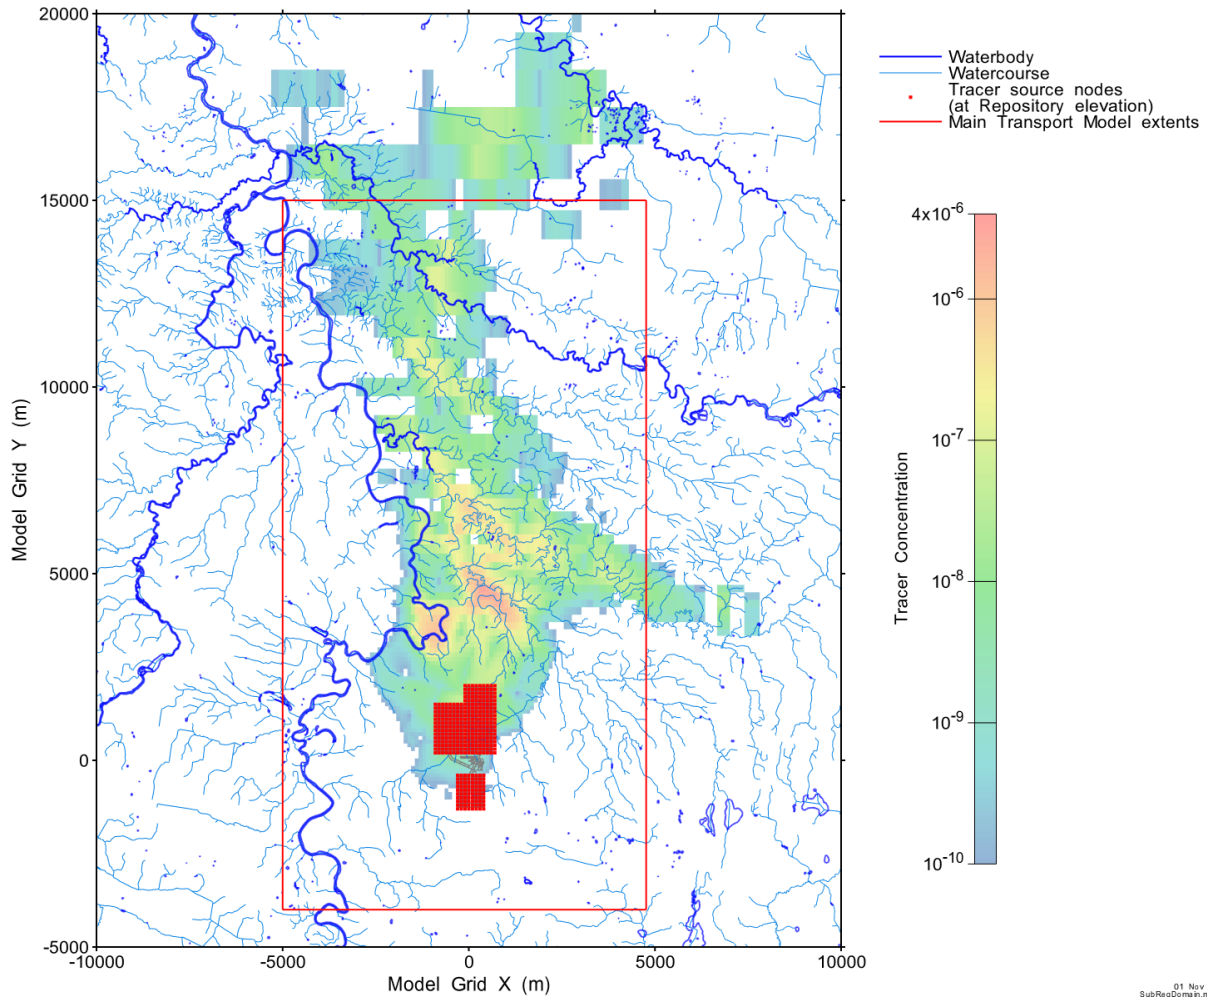 20000
15000
10000
5000
0
-5000
-10000
-5000
0
5000
10000
Model Grid X (m)
Model Grid Y (m)
Waterbody
Watercourse
Tracer source nodes
(at Repository elevation)
Main Transport Model extents
4x10-6
10-6
10-7
10-8
10-9
10-10
Tracer Concentration
01 Nov